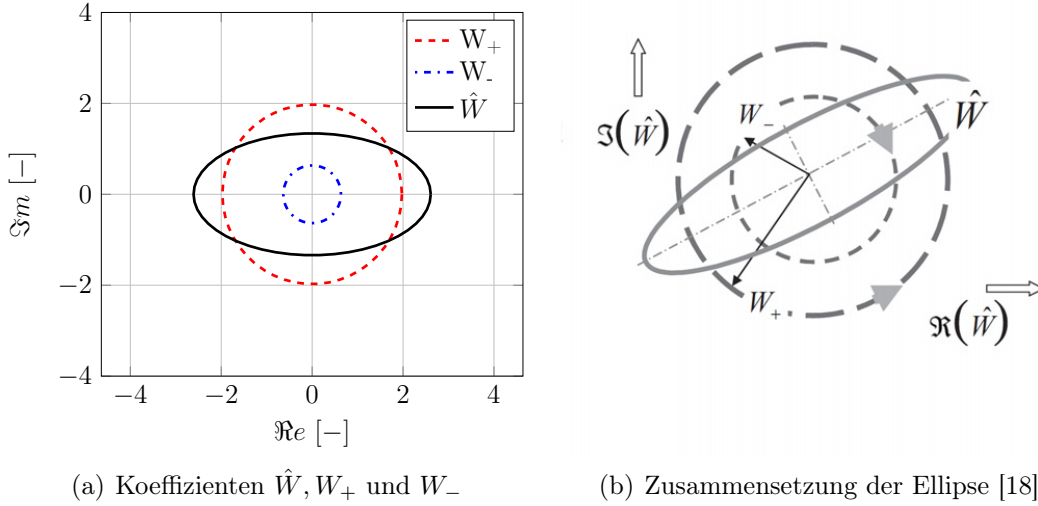 4
2
0
−2
−4
−4
−2
0
2
4
ℑm [−]
ℜe [−]
W₊
W₋
Ŵ
ℑ(Ŵ)
W₋
Ŵ
W₊
ℜ(Ŵ)
(a) Koeffizienten Ŵ, W₊ und W₋
(b) Zusammensetzung der Ellipse [18]